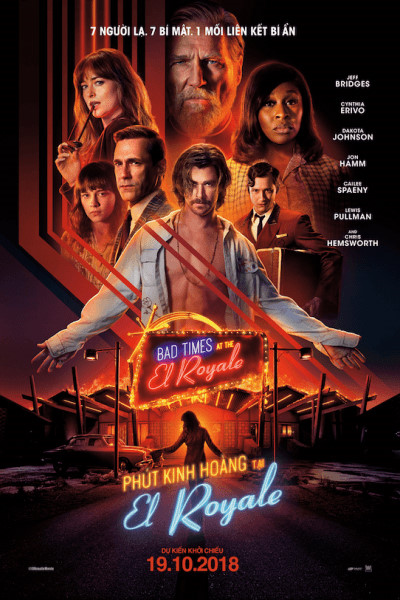 7 NGƯỜI LẠ. 7 BÍ MẬT. 1 MỐI LIÊN KẾT BÍ ẨN
JEFF
BRIDGES
CYNTHIA
ERIVO
DAKOTA
JOHNSON
JON
HAMM
CAILEE
SPAENY
LEWIS
PULLMAN
AND
CHRIS
HEMSWORTH
BAD TIMES AT THE
El Royale
PHÚT KINH HOÀNG TẠI
El Royale
DỰ KIẾN KHỞI CHIẾU
19.10.2018